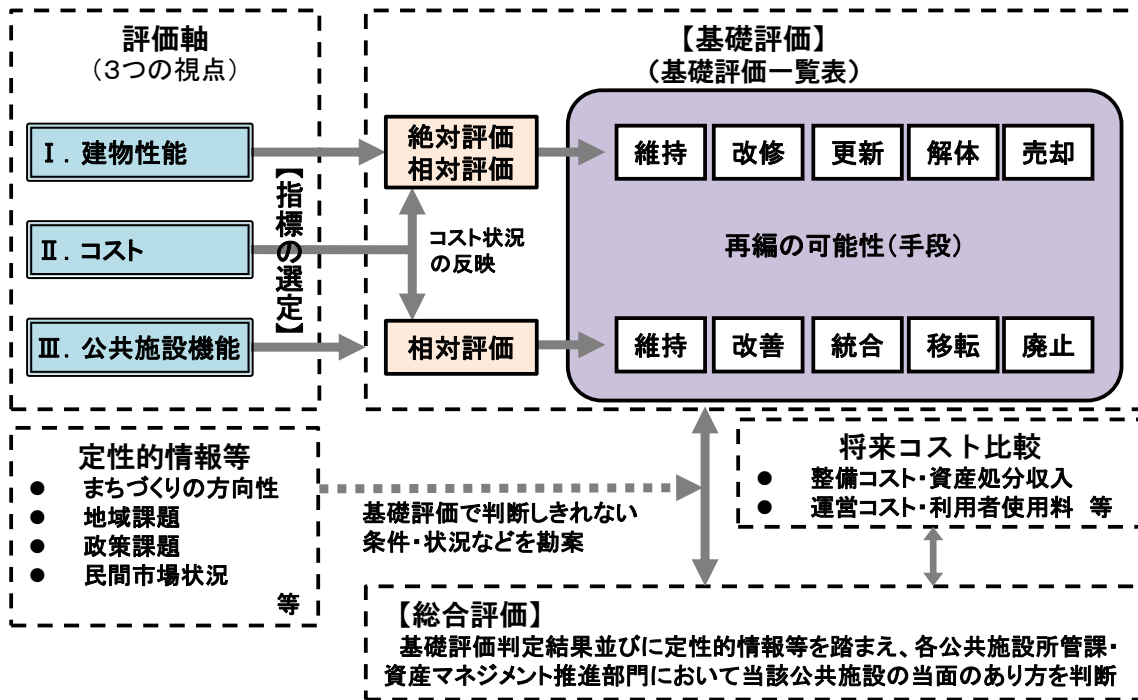 評価軸
（３つの視点）
Ⅰ．建物性能
Ⅱ．コスト
Ⅲ．公共施設機能
【指標の選定】
【基礎評価】
（基礎評価一覧表）
絶対評価
相対評価
コスト状況
の反映
相対評価
維持
改修
更新
解体
売却
再編の可能性（手段）
維持
改善
統合
移転
廃止
定性的情報等
● まちづくりの方向性
● 地域課題
● 政策課題
● 民間市場状況
等
基礎評価で判断しきれない
条件・状況などを勘案
将来コスト比較
● 整備コスト・資産処分収入
● 運営コスト・利用者使用料 等
【総合評価】
基礎評価判定結果並びに定性的情報等を踏まえ、各公共施設所管課・
資産マネジメント推進部門において当該公共施設の当面のあり方を判断